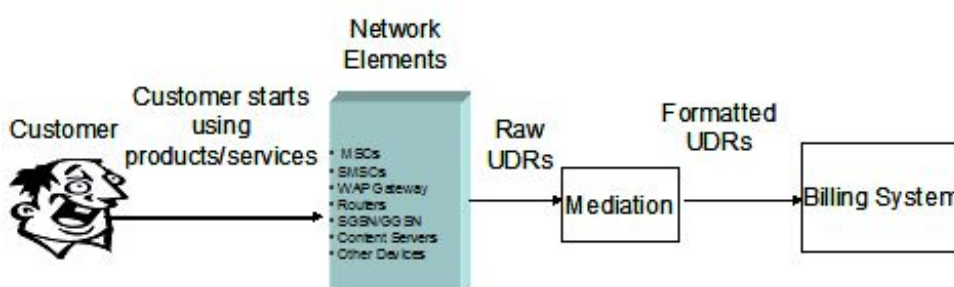 Network
Elements
Customer starts
using
products/services
Customer
• MSCs
• SMSCs
• WAP Gateway
• Routers
• SGSN/GGSN
• Content Servers
• Other Devices
Raw
UDRs
Mediation
Formatted
UDRs
Billing System